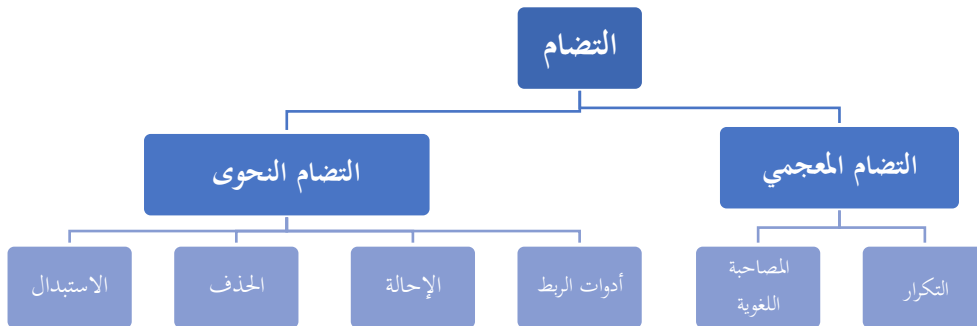 التضام
التضام المعجمي
التضام النحوى
التكرار
المصاحبة
اللغوية
أدوات الربط
الإحالة
الحذف
الاستبدال